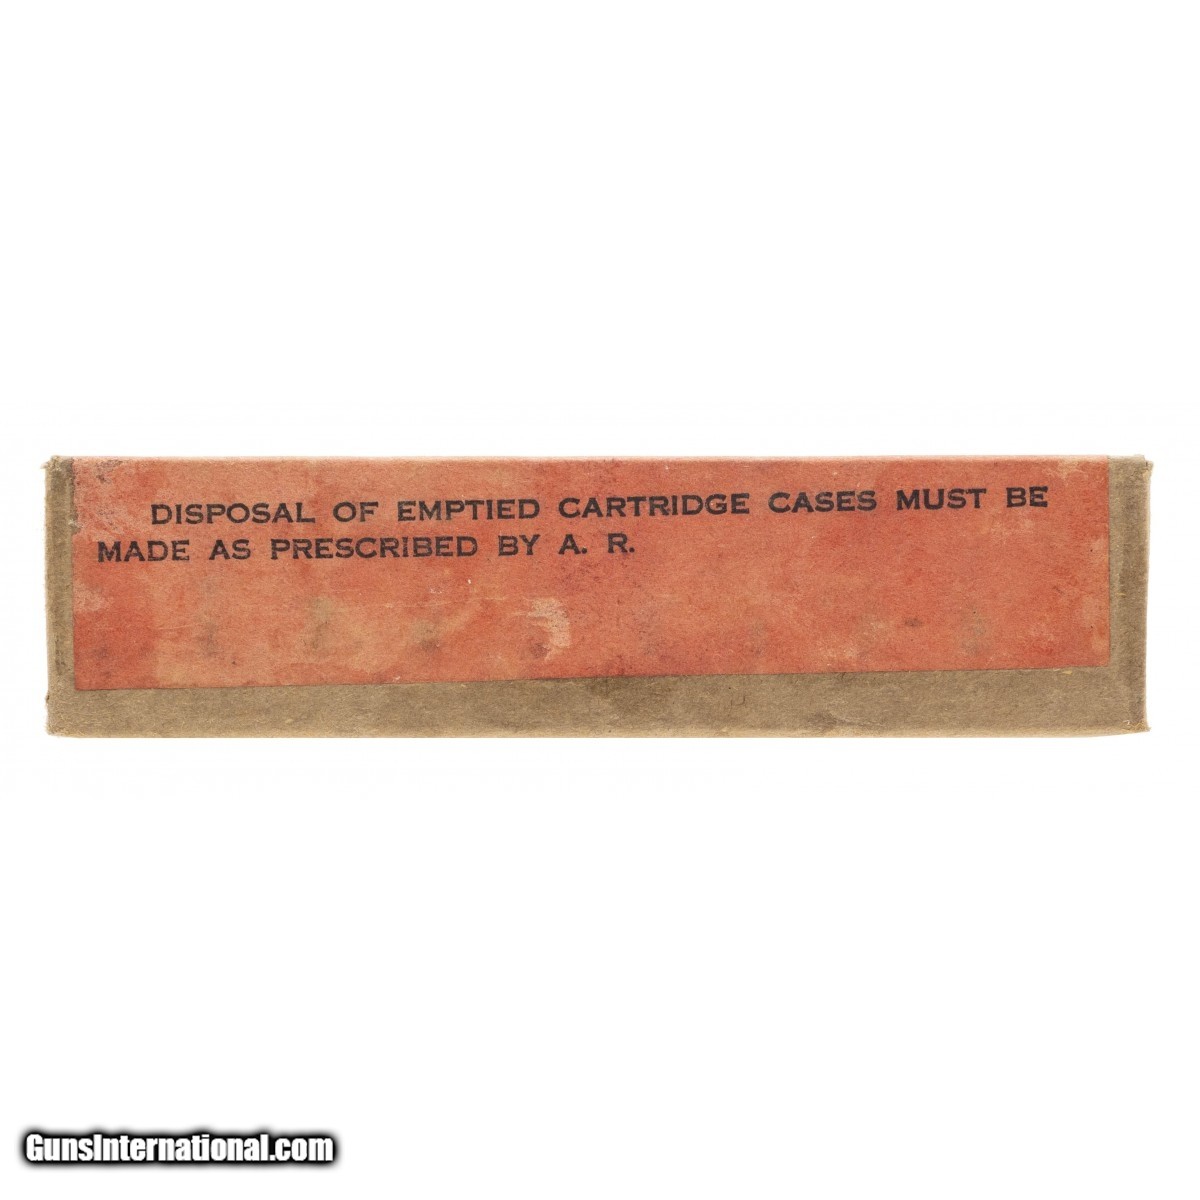 DISPOSAL OF EMPTIED CARTRIDGE CASES MUST BE
MADE AS PRESCRIBED BY A. R.
GunsInternational.com